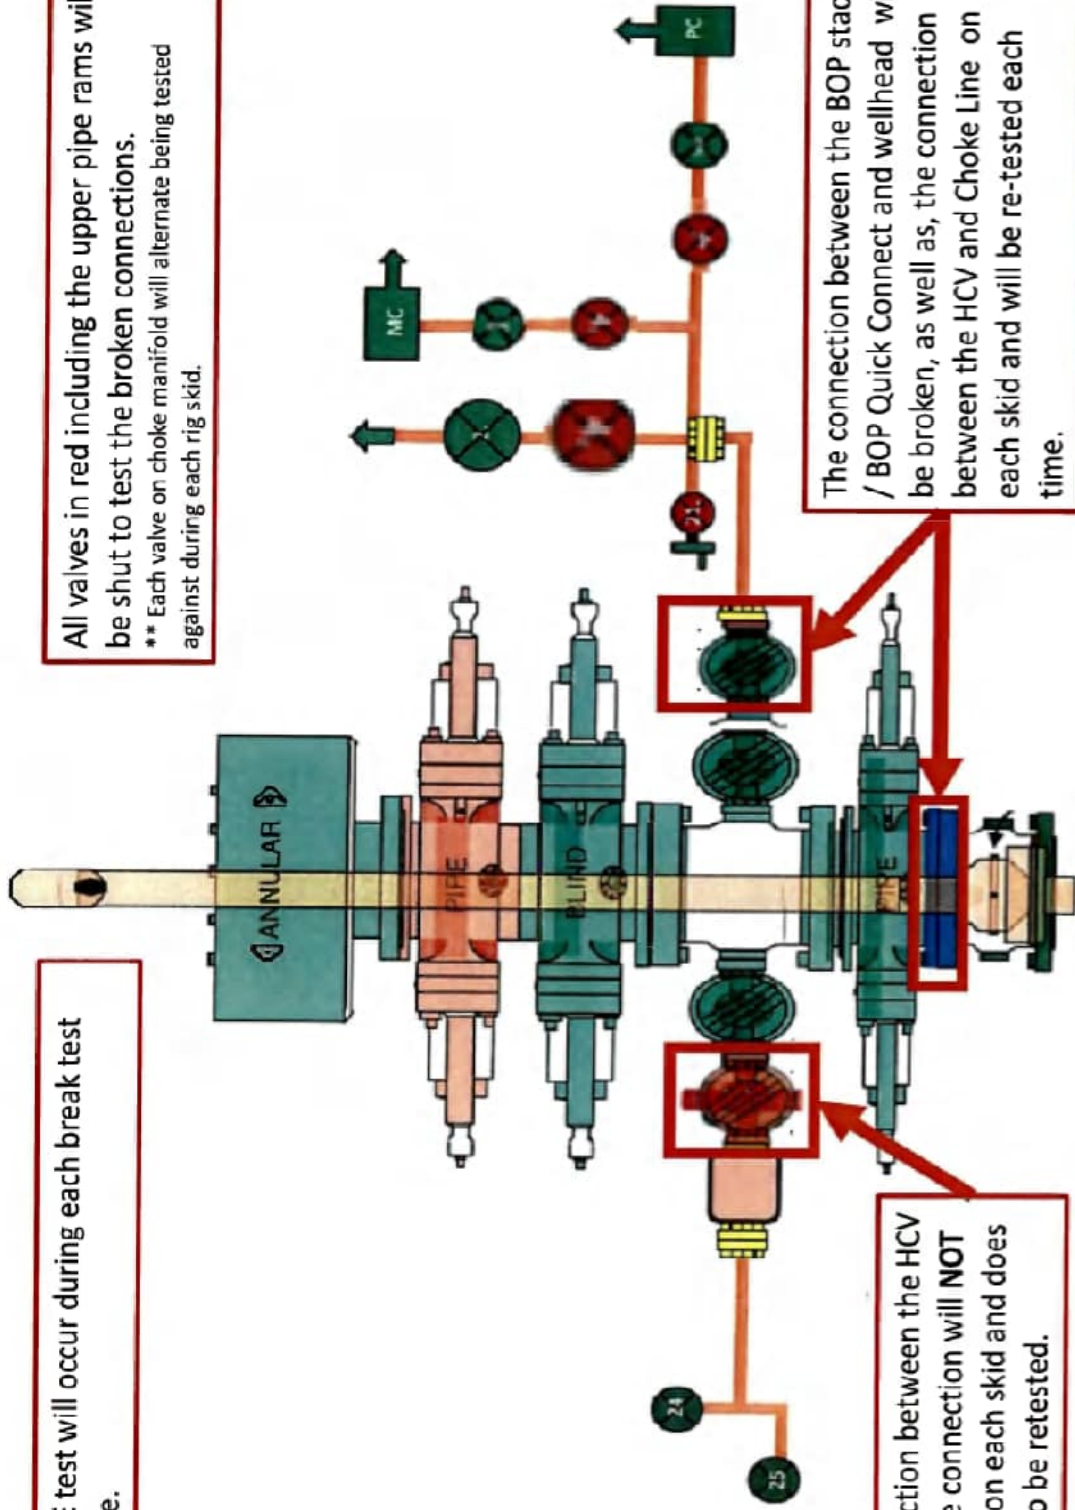 test will occur during each break test
e.
All valves in red including the upper pipe rams wil
be shut to test the broken connections.
** Each valve on choke manifold will alternate being tested
against during each rig skid.
ANNULAR
PIPE
BLIND
PIPE
MC
PC
21
24
25
ction between the HCV
e connection will NOT
on each skid and does
o be retested.
The connection between the BOP stac
/ BOP Quick Connect and wellhead w
be broken, as well as, the connection
between the HCV and Choke Line on
each skid and will be re-tested each
time.